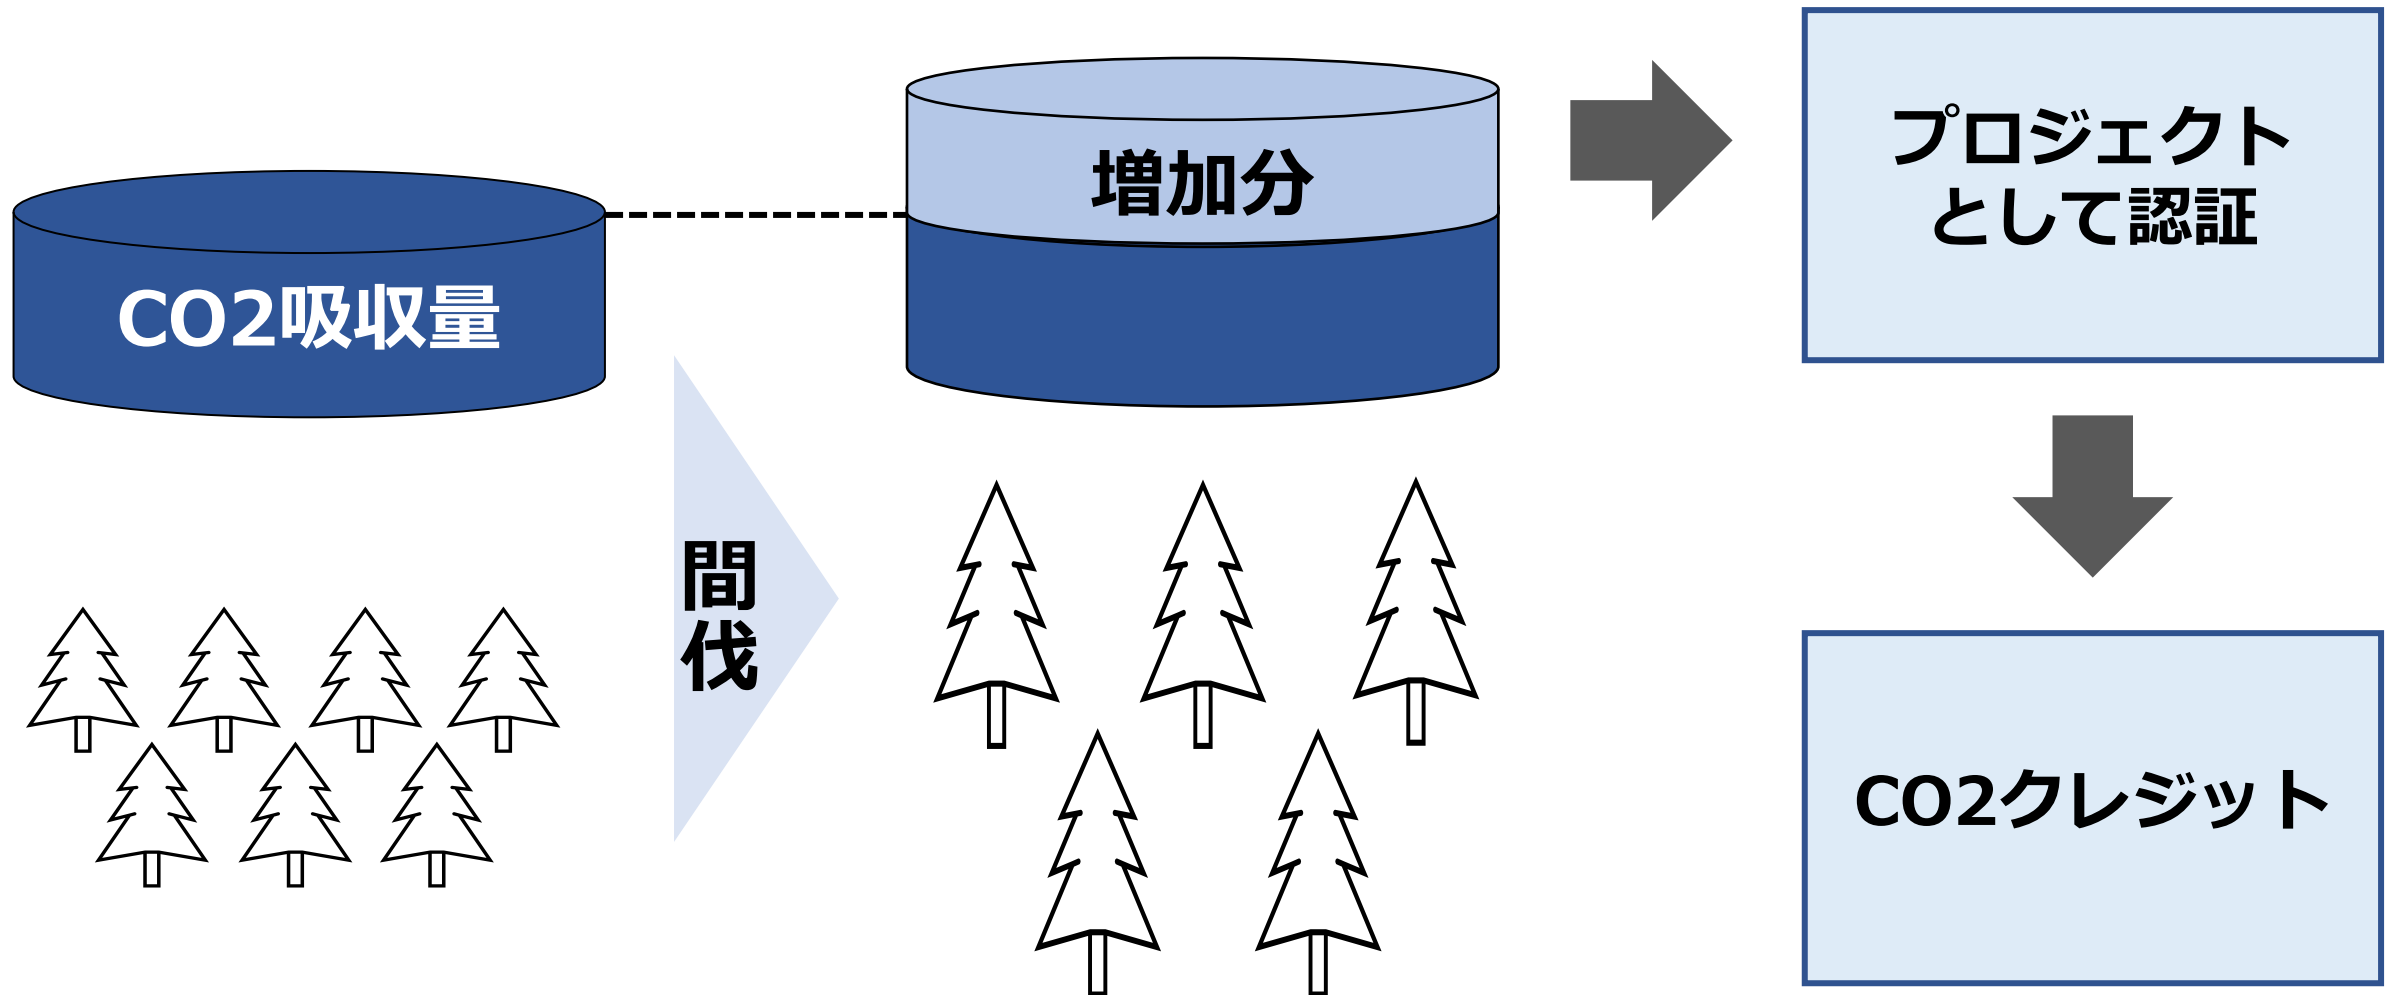 CO2吸収量
間伐
増加分
プロジェクト
として認証
CO2クレジット